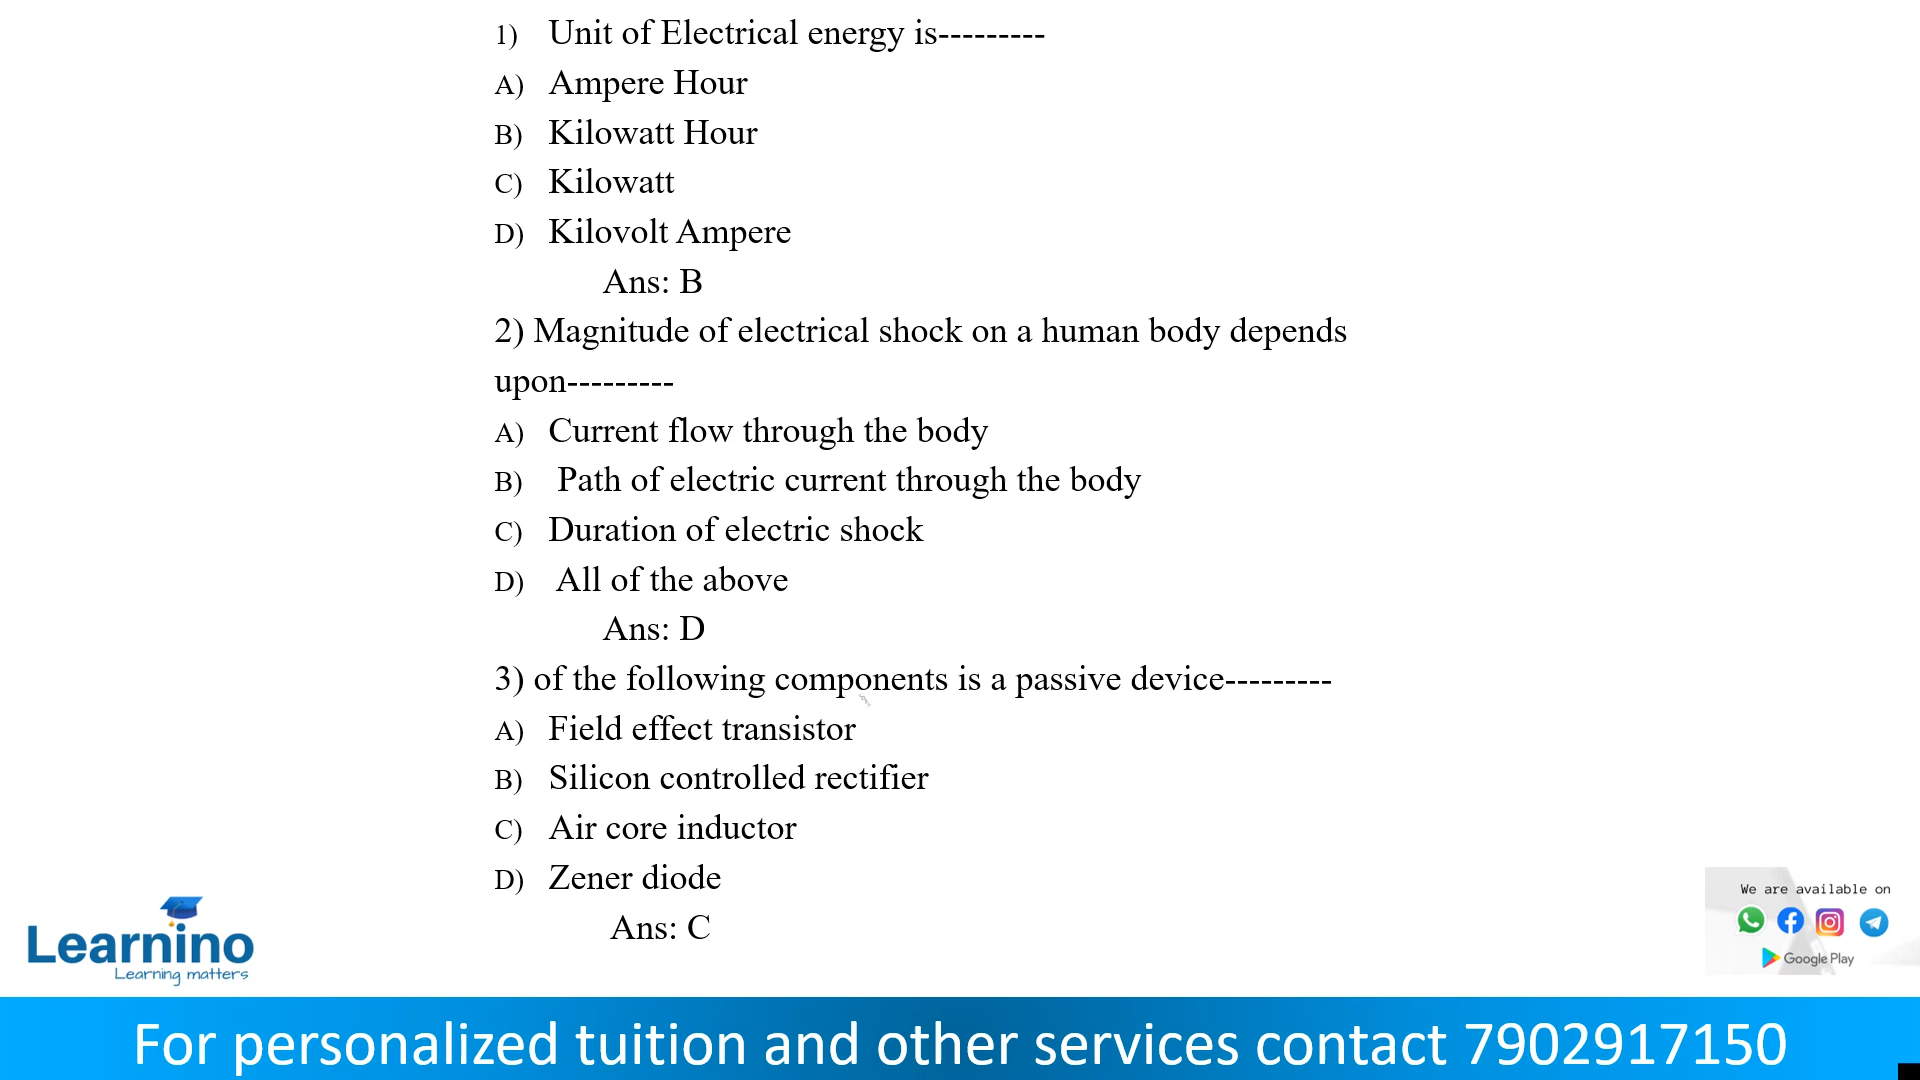 1) Unit of Electrical energy is---------
A) Ampere Hour
B) Kilowatt Hour
C) Kilowatt
D) Kilovolt Ampere
Ans: B
2) Magnitude of electrical shock on a human body depends
upon---------
A) Current flow through the body
B) Path of electric current through the body
C) Duration of electric shock
D) All of the above
Ans: D
3) of the following components is a passive device---------
A) Field effect transistor
B) Silicon controlled rectifier
C) Air core inductor
D) Zener diode
Ans: C
Learnino
Learning matters
We are available on
Google Play
For personalized tuition and other services contact 7902917150